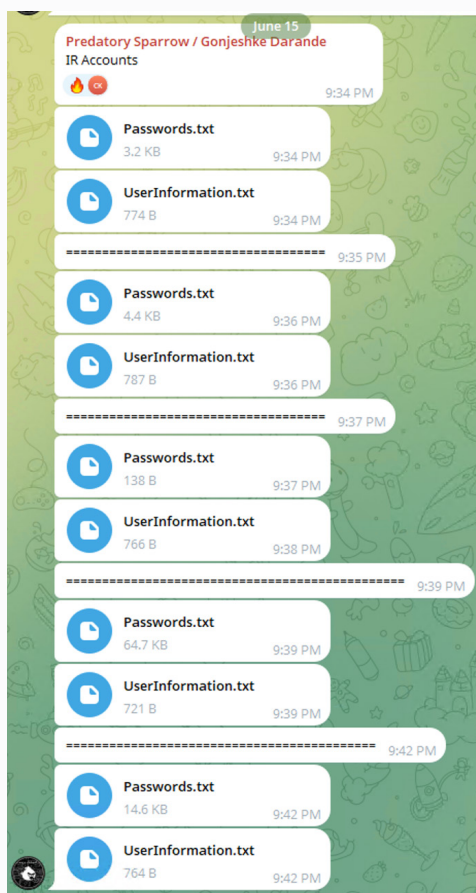 June 15
Predatory Sparrow / Gonjeshke Darande
IR Accounts
9:34 PM
Passwords.txt
3.2 KB
9:34 PM
UserInformation.txt
774 B
9:34 PM
==================================== 9:35 PM
Passwords.txt
4.4 KB
9:36 PM
UserInformation.txt
787 B
9:36 PM
==================================== 9:37 PM
Passwords.txt
138 B
9:37 PM
UserInformation.txt
766 B
9:38 PM
=============================================== 9:39 PM
Passwords.txt
64.7 KB
9:39 PM
UserInformation.txt
721 B
9:39 PM
=========================================== 9:42 PM
Passwords.txt
14.6 KB
9:42 PM
UserInformation.txt
764 B
9:42 PM